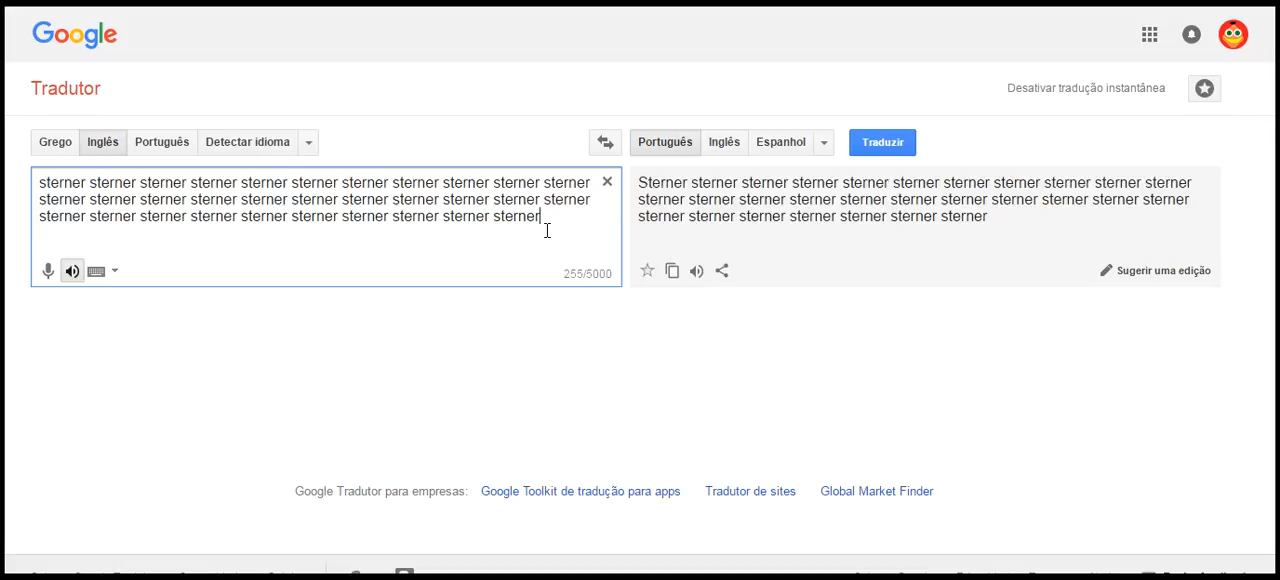 Google
Tradutor
Desativar tradução instantânea
Grego Inglês Português Detectar idioma
Português Inglês Espanhol Traduzir
sterner sterner sterner sterner sterner sterner sterner sterner sterner sterner sterner
sterner sterner sterner sterner sterner sterner sterner sterner sterner sterner sterner
sterner sterner sterner sterner sterner sterner sterner sterner sterner sterner
255/5000
Sterner sterner sterner sterner sterner sterner sterner sterner sterner sterner sterner
sterner sterner sterner sterner sterner sterner sterner sterner sterner sterner sterner
sterner sterner sterner sterner sterner sterner sterner
Sugerir uma edição
Google Tradutor para empresas: Google Toolkit de tradução para apps Tradutor de sites Global Market Finder